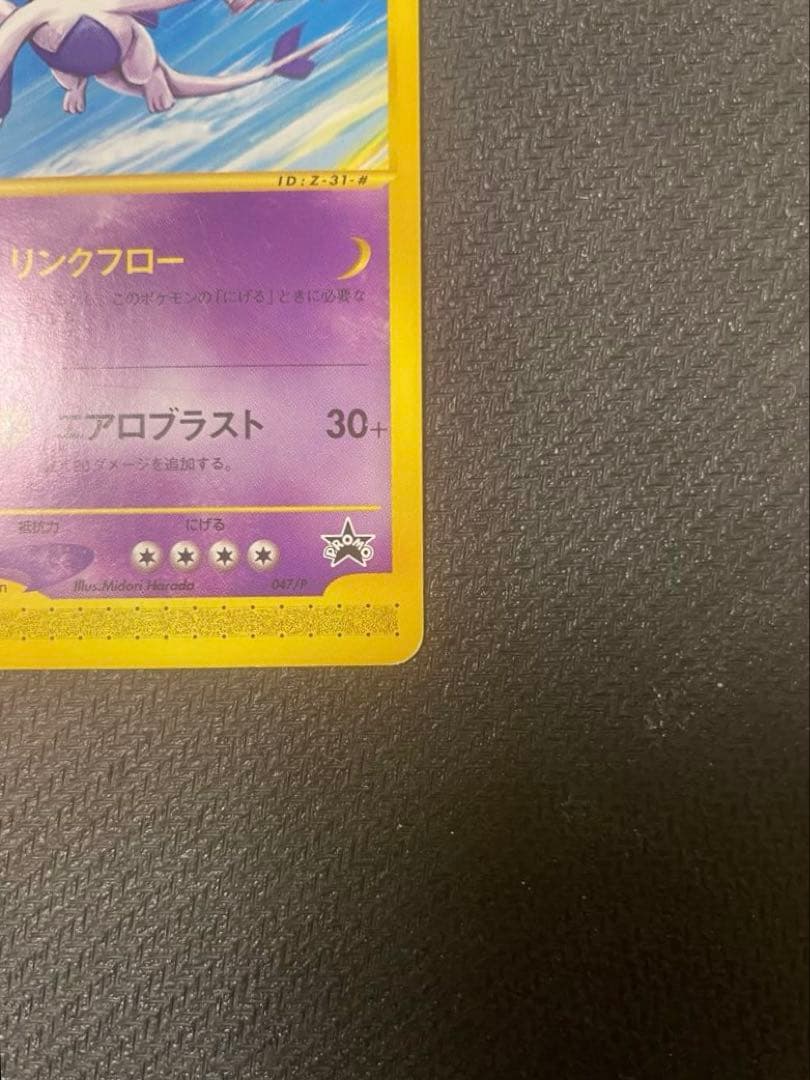 ID:Z-31-#
リンクフロー
このポケモンの「にげる」ときに必要な
エアロブラスト 30+
ダメージを追加する。
抵抗力 にげる
PROMO
Illus.Midori Harada 047/P